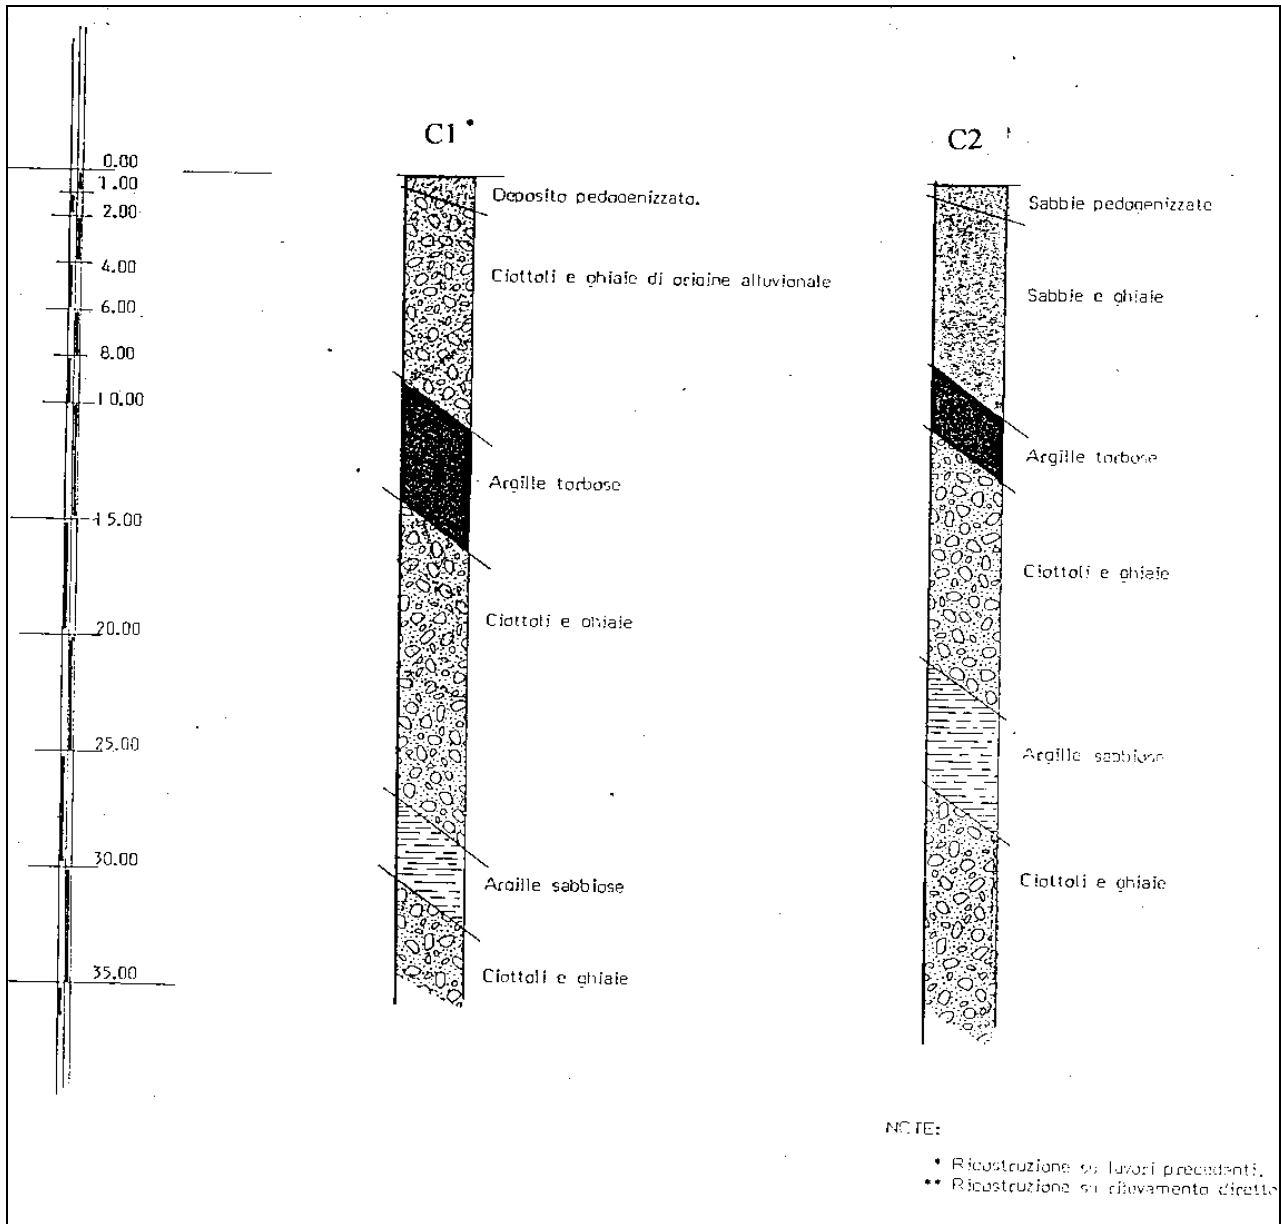 C1 *
C2
0.00
1.00
2.00
4.00
6.00
8.00
10.00
15.00
20.00
25.00
30.00
35.00
Deposito pedogenizzato.
Ciottoli e ghiaie di origine alluvionale
Argille torbose
Ciottoli e ghiaie
Argille sabbiose
Ciottoli e ghiaie
Sabbie pedogenizzate
Sabbie e ghiaie
Argille torbose
Ciottoli e ghiaie
Argille sabbiose
Ciottoli e ghiaie
NOTE:
* Ricostruzione su lavori precedenti.
** Ricostruzione su rilevamento diretto